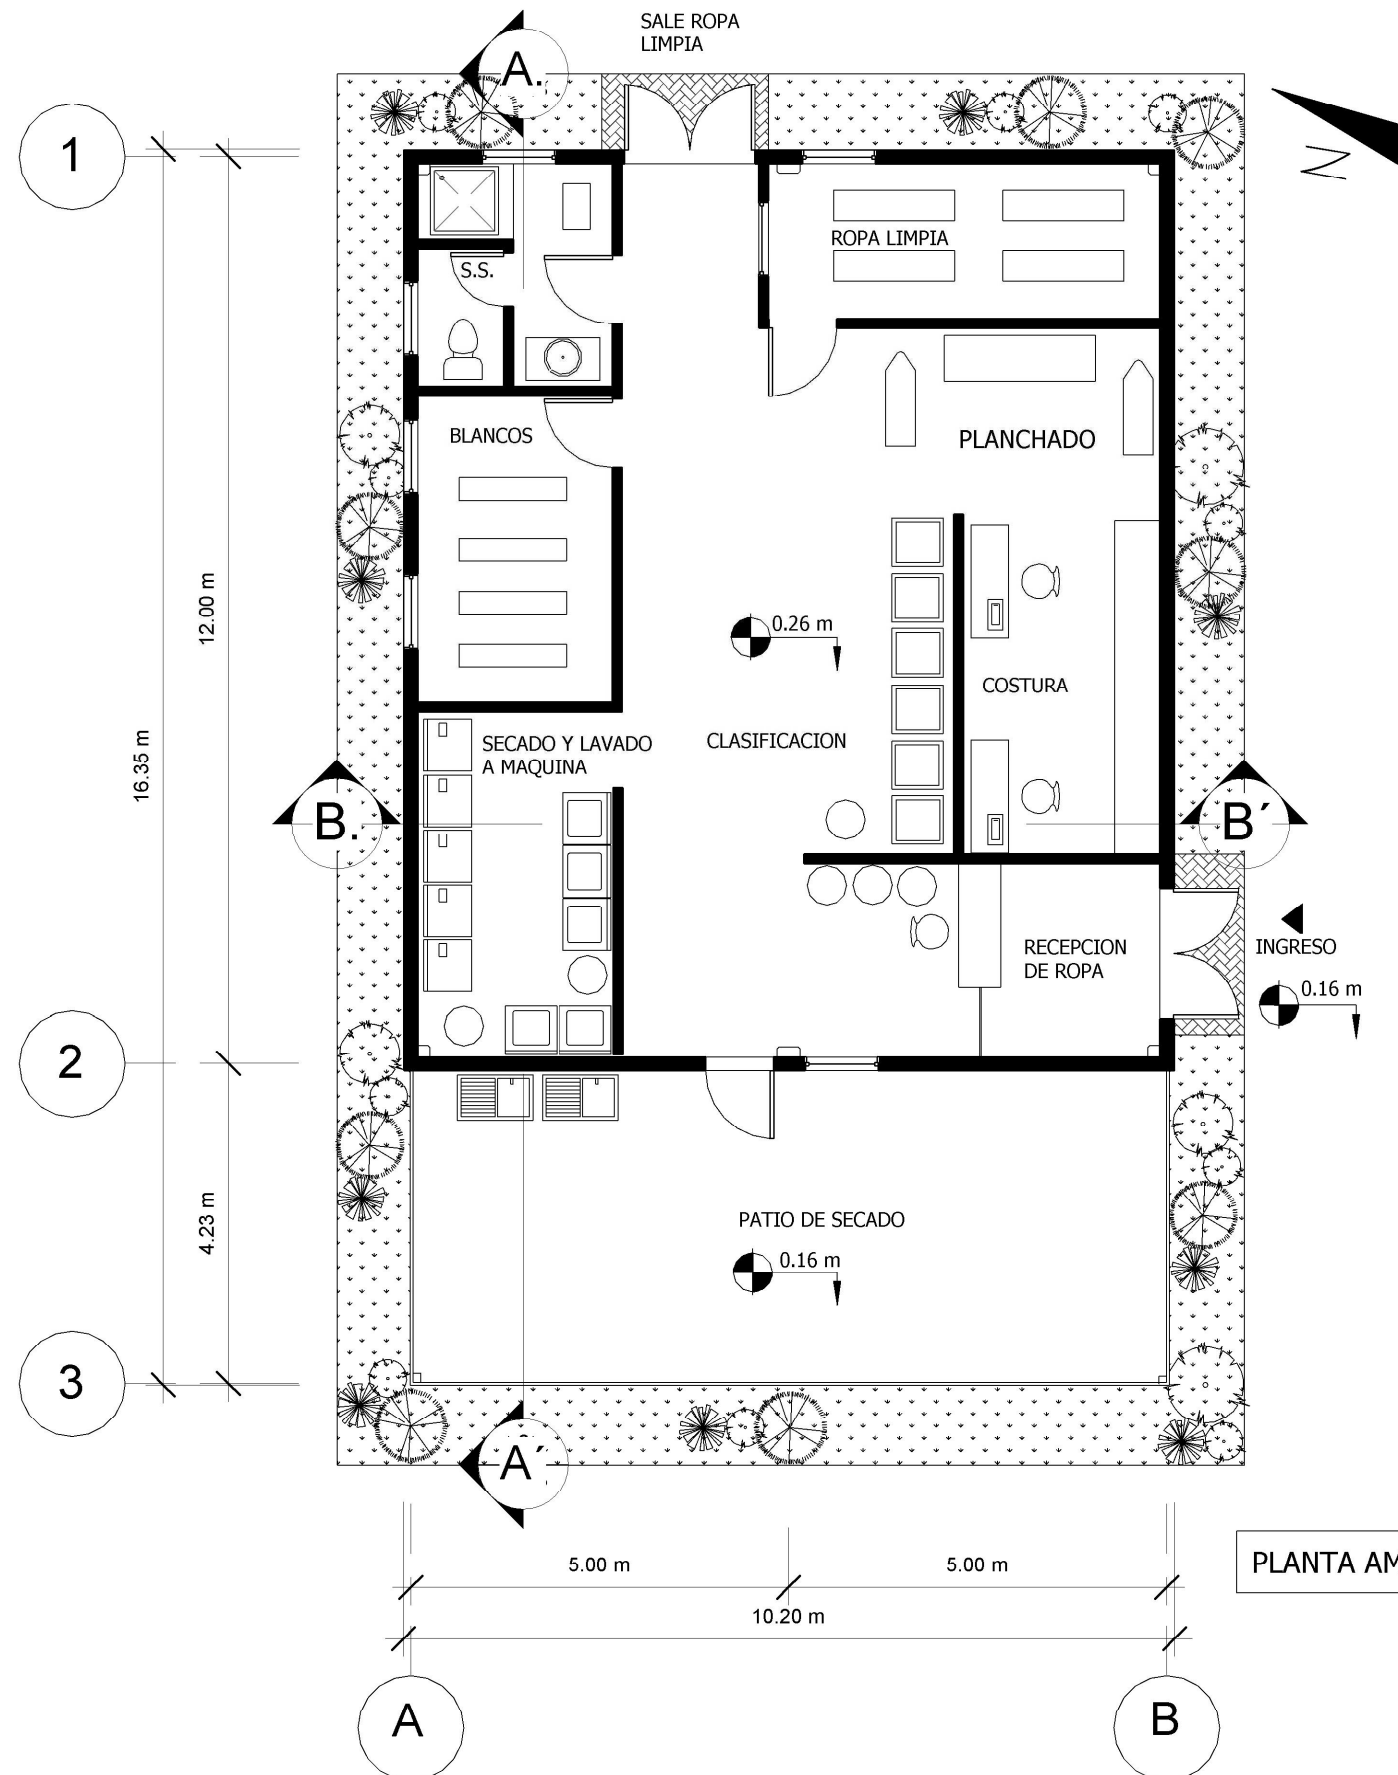 SALE ROPA
LIMPIA
A.
1
N
ROPA LIMPIA
S.S.
BLANCOS
PLANCHADO
12.00 m
0.26 m
COSTURA
16.35 m
SECADO Y LAVADO
A MAQUINA
CLASIFICACION
B.
B´
RECEPCION
DE ROPA
INGRESO
0.16 m
2
4.23 m
PATIO DE SECADO
0.16 m
3
A´
5.00 m
5.00 m
PLANTA AM
10.20 m
A
B